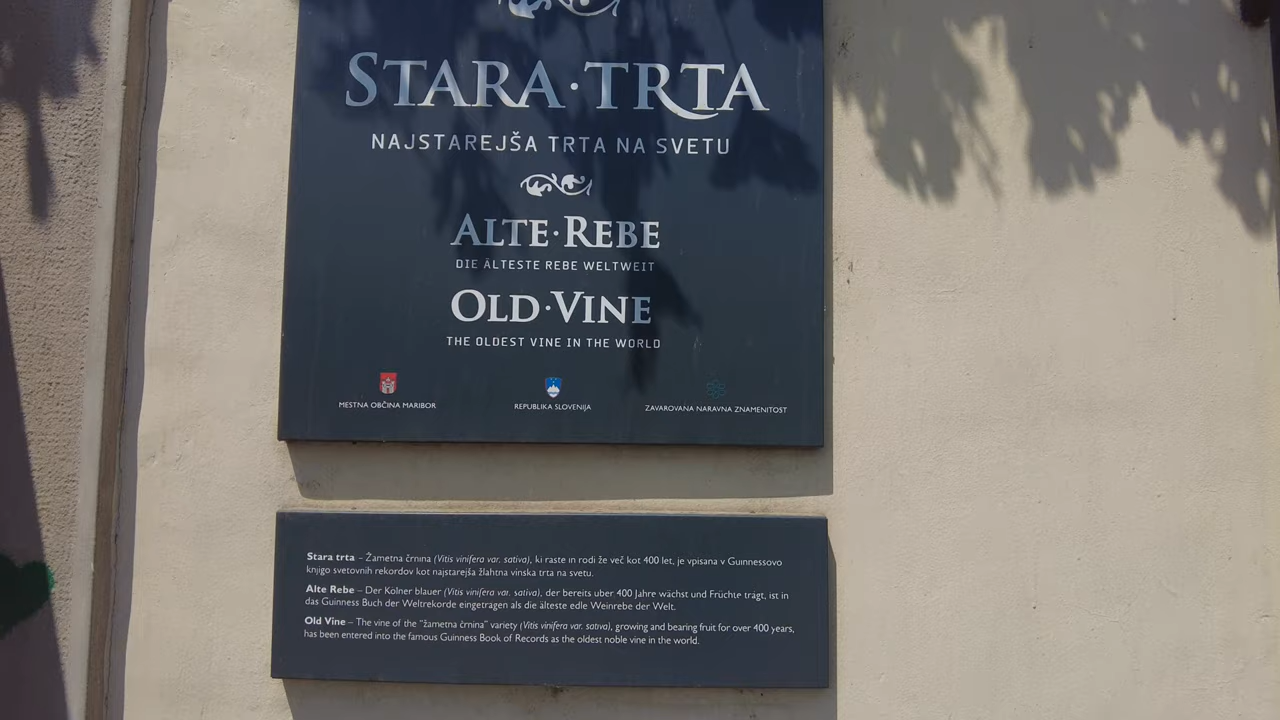 STARA·TRTA
NAJSTAREJŠA TRTA NA SVETU
ALTE·REBE
DIE ÄLTESTE REBE WELTWEIT
OLD·VINE
THE OLDEST VINE IN THE WORLD
MESTNA OBČINA MARIBOR
REPUBLIKA SLOVENIJA
ZAVAROVANA NARAVNA ZNAMENITOST
Stara trta – Žametna črnina (Vitis vinifera var. sativa), ki raste in rodi že več kot 400 let, je vpisana v Guinnessovo
knjigo svetovnih rekordov kot najstarejša žlahtna vinska trta na svetu.
Alte Rebe – Der Kölner blauer (Vitis vinifera var. sativa), der bereits über 400 Jahre wächst und Früchte trägt, ist in
das Guinness Buch der Weltrekorde eingetragen als die älteste edle Weinrebe der Welt.
Old Vine – The vine of the "žametna črnina" variety (Vitis vinifera var. sativa), growing and bearing fruit for over 400 years,
has been entered into the famous Guinness Book of Records as the oldest noble vine in the world.